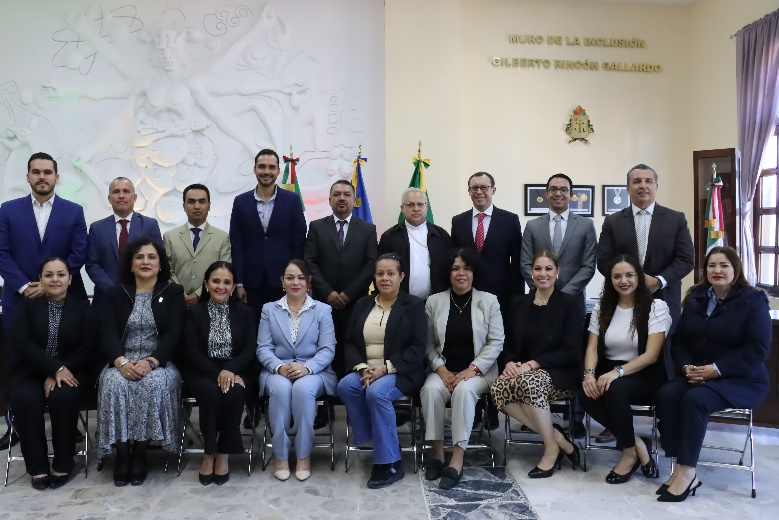 MURO DE LA INCLUSIÓN
GILBERTO RINCÓN GALLARDO